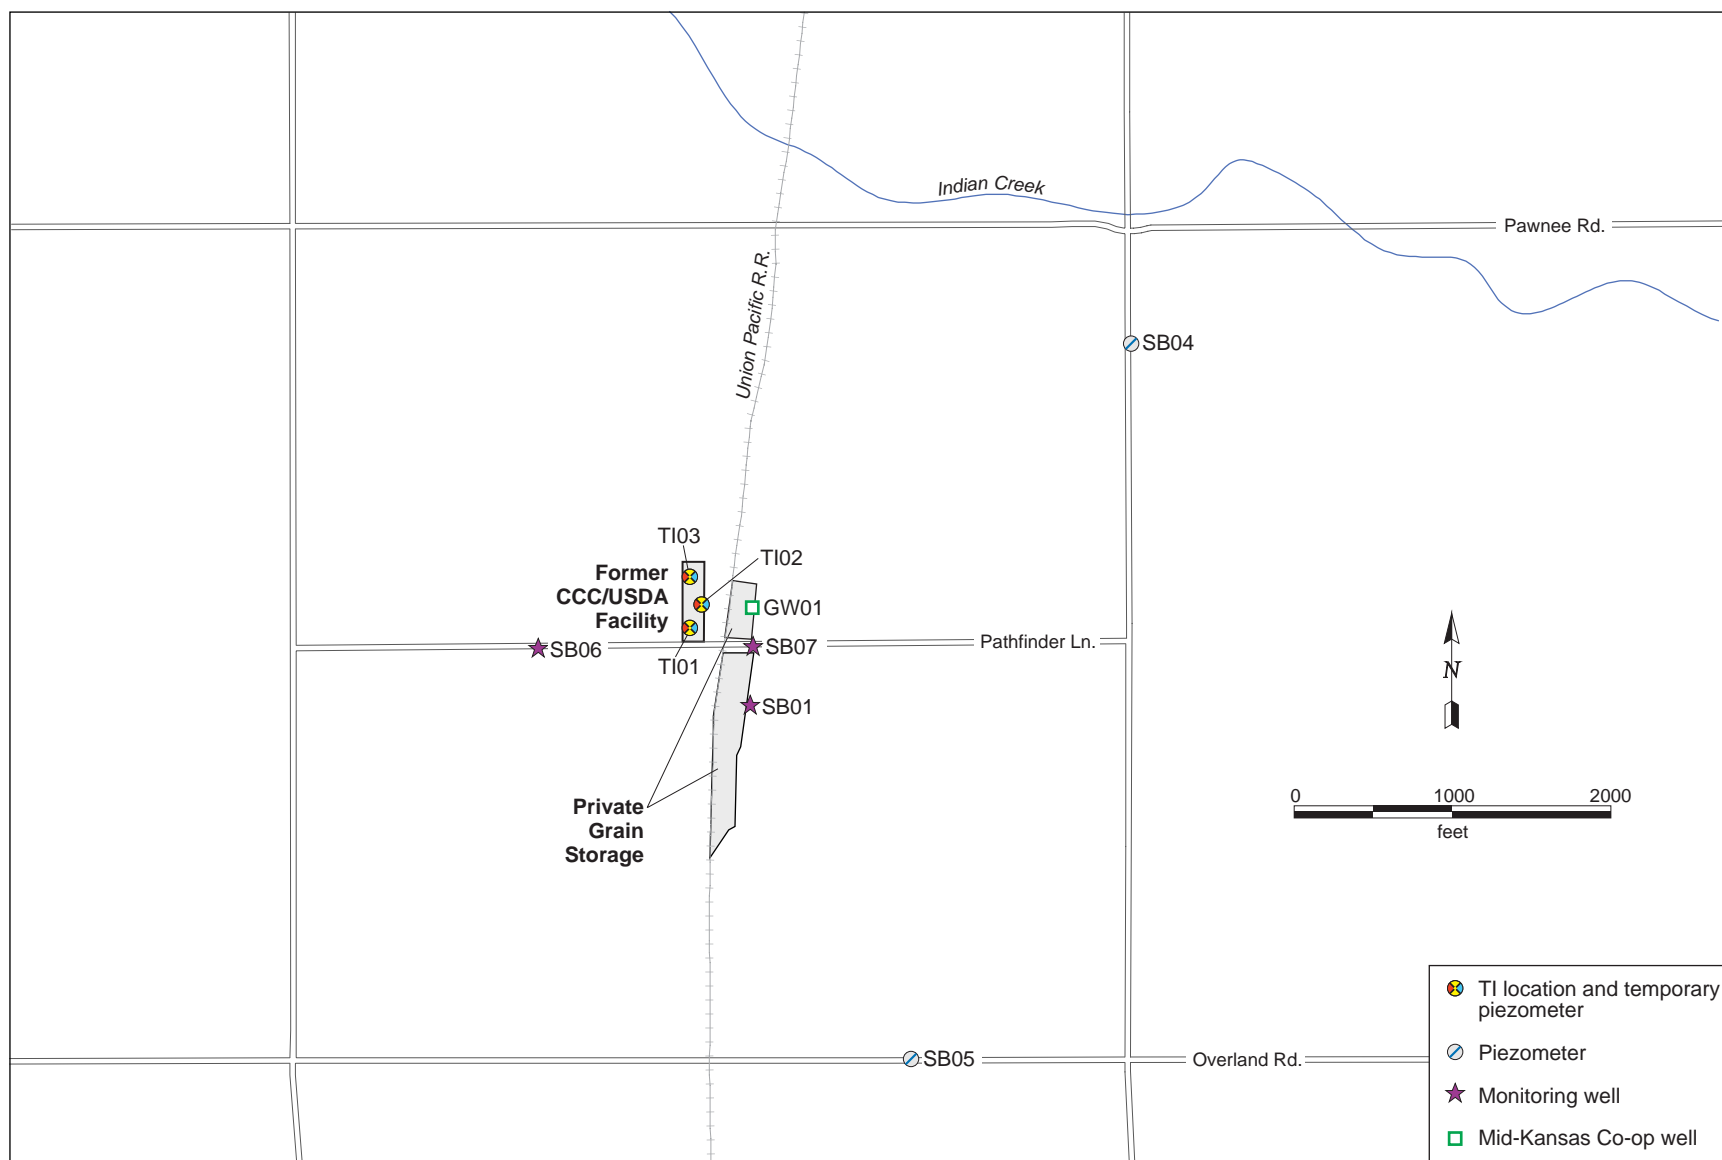 Indian Creek
Pawnee Rd.
Union Pacific R.R.
SB04
TI03
TI02
Former
CCC/USDA
Facility
GW01
SB06
SB07
Pathfinder Ln.
TI01
SB01
N
Private
Grain
Storage
0 1000 2000
feet
SB05
Overland Rd.
TI location and temporary
piezometer
Piezometer
Monitoring well
Mid-Kansas Co-op well